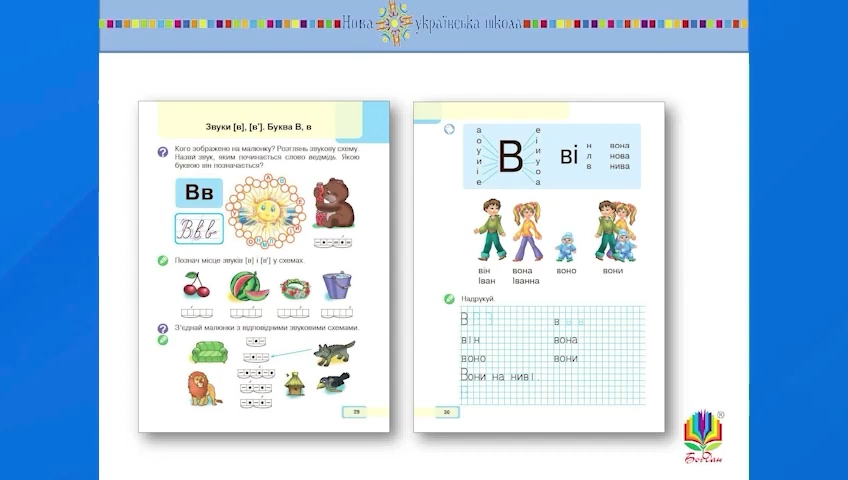 Нова українська школа
Звуки [в], [в']. Буква В, в
Кого зображено на малюнку? Розглянь звукову схему.
Назви звук, яким починається слово ведмідь. Якою
буквою він позначається?
Вв
В в в
Познач місце звуків [в] і [в'] у схемах.
З'єднай малюнки з відповідними звуковими схемами.
29
а
о
у
и
і
е
В
е
і
и
у
о
а
ві
н
л
в
вона
нова
нива
він
Іван
вона
Іванна
воно
вони
Надрукуй.
В В В
в в в
він
вона
воно
вони
Вони на ниві.
30
Богдан